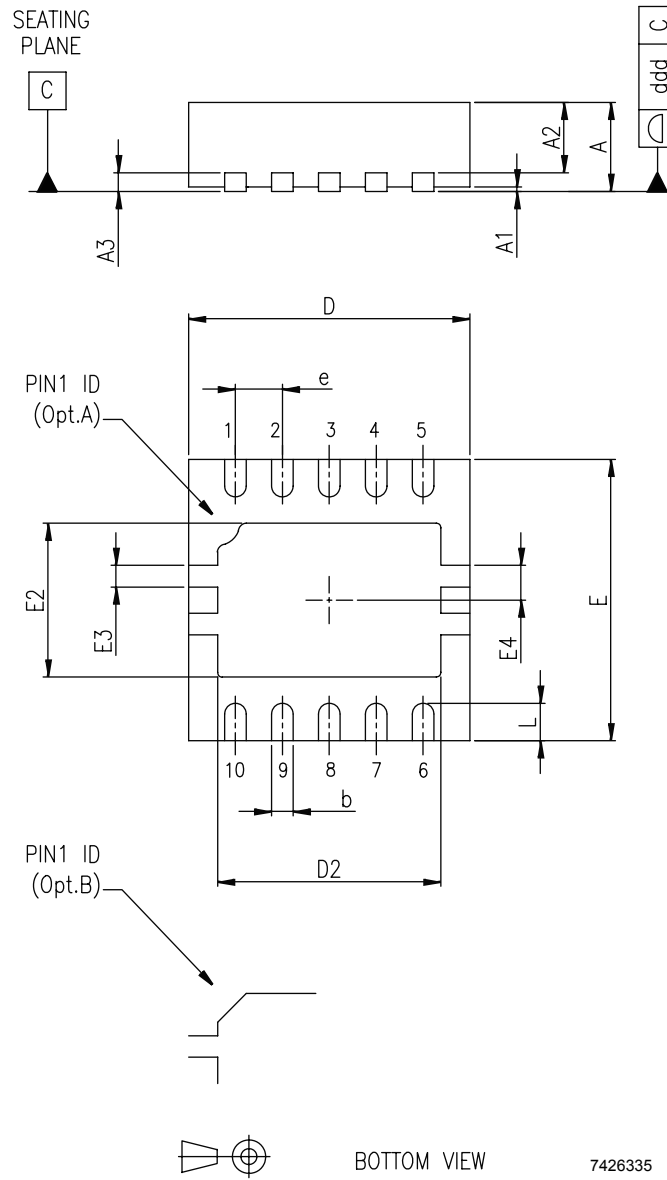 SEATING
PLANE
C
C
ddd
A2
A
A3
A1
D
PIN1 ID
(Opt.A)
e
1 2 3 4 5
E2
E3
E4
E
L
10 9 8 7 6
b
D2
PIN1 ID
(Opt.B)
BOTTOM VIEW
7426335